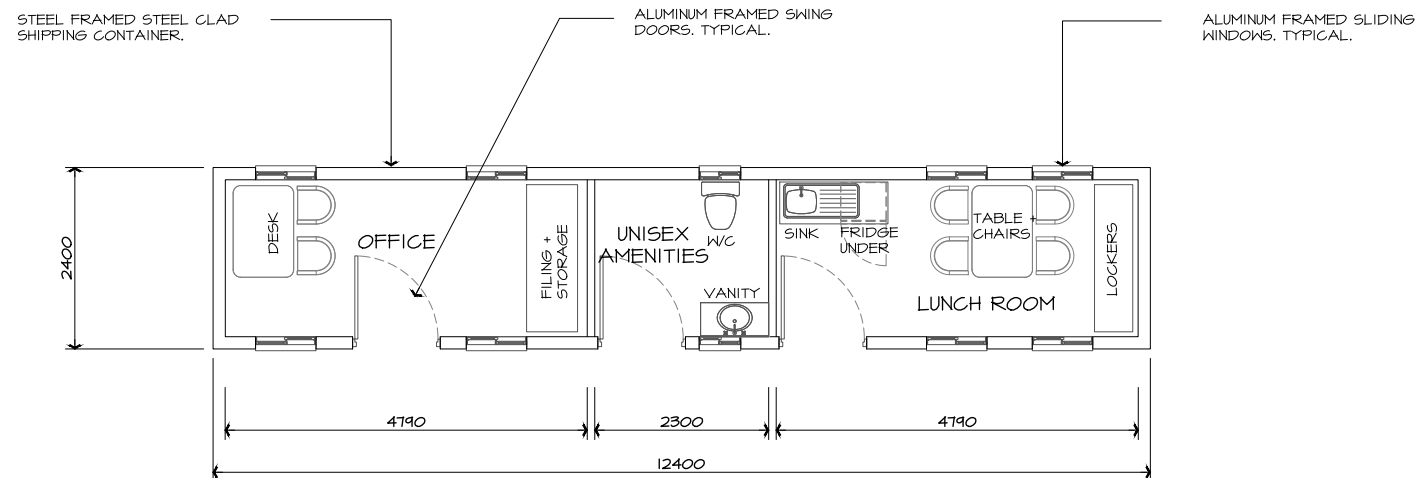 STEEL FRAMED STEEL CLAD
SHIPPING CONTAINER.
ALUMINUM FRAMED SWING
DOORS. TYPICAL.
ALUMINUM FRAMED SLIDING
WINDOWS. TYPICAL.
2400
DESK
OFFICE
FILING +
STORAGE
UNISEX
AMENITIES
W/C
VANITY
SINK
FRIDGE
UNDER
TABLE +
CHAIRS
LUNCH ROOM
LOCKERS
4790
2300
4790
12400